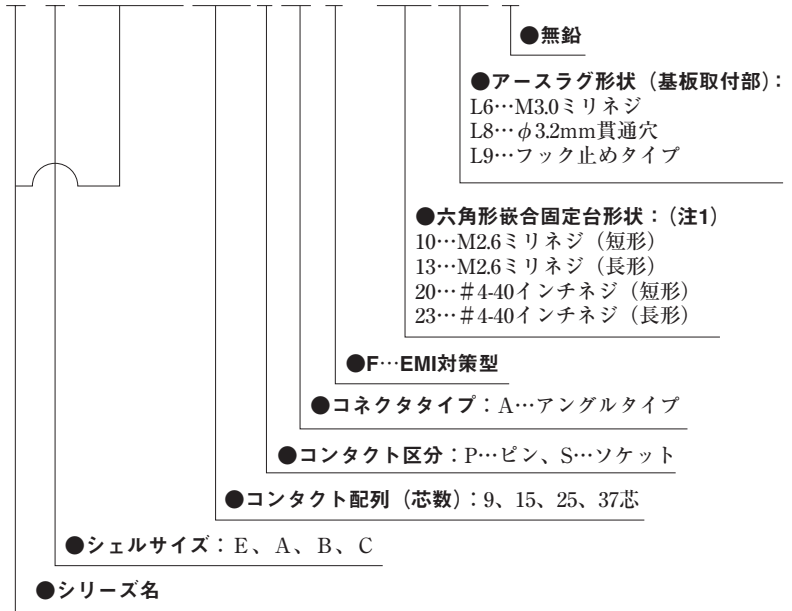 ●無鉛
●アースラグ形状（基板取付部）：
L6…M3.0ミリネジ
L8…φ3.2mm貫通穴
L9…フック止めタイプ
●六角形嵌合固定台形状：（注1）
10…M2.6ミリネジ（短形）
13…M2.6ミリネジ（長形）
20…＃4-40インチネジ（短形）
23…＃4-40インチネジ（長形）
●F…EMI対策型
●コネクタタイプ：A…アングルタイプ
●コンタクト区分：P…ピン、S…ソケット
●コンタクト配列（芯数）：9、15、25、37芯
●シェルサイズ：E、A、B、C
●シリーズ名